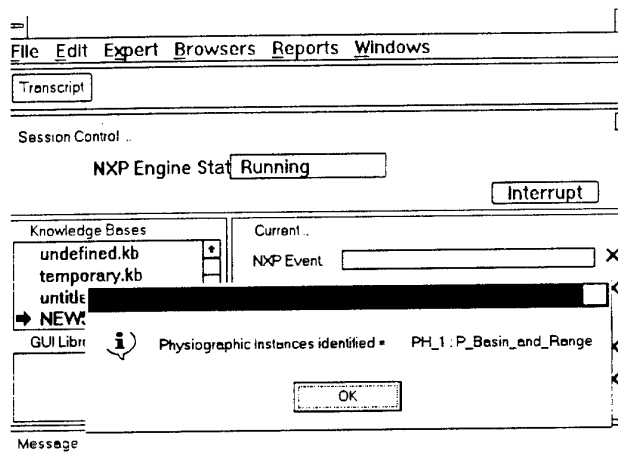 File Edit Expert Browsers Reports Windows
Transcript
Session Control ..
NXP Engine Stat Running
Interrupt
Knowledge Bases
undefined.kb
temporary.kb
untitle
NEWS
GUI Libr
Current ..
NXP Event
Physiographic Instances identified = PH_1 : P_Basin_and_Range
OK
Message